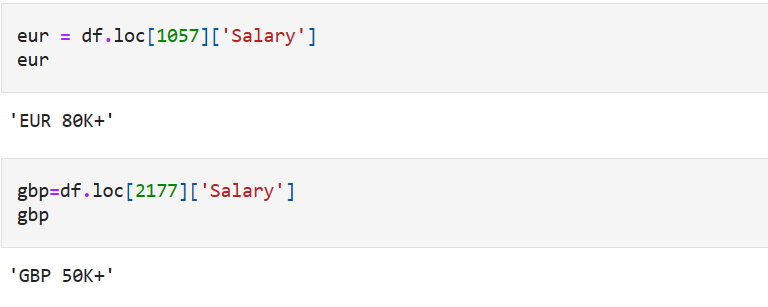 eur = df.loc[1057]['Salary']
eur
'EUR 80K+'
gbp=df.loc[2177]['Salary']
gbp
'GBP 50K+'